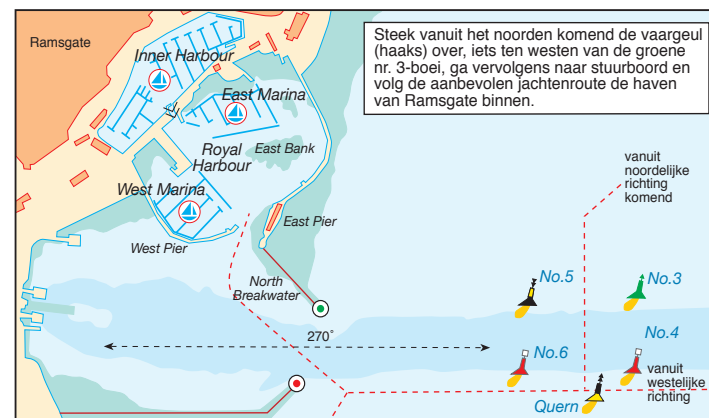 Steek vanuit het noorden komend de vaargeul
(haaks) over, iets ten westen van de groene
nr. 3-boei, ga vervolgens naar stuurboord en
volg de aanbevolen jachtenroute de haven
van Ramsgate binnen.
Ramsgate
Inner Harbour
East Marina
Royal
Harbour
East Bank
West Marina
East Pier
West Pier
North
Breakwater
vanuit
noordelijke
richting
komend
No.5
No.3
270°
No.6
No.4
vanuit
westelijke
richting
Quern